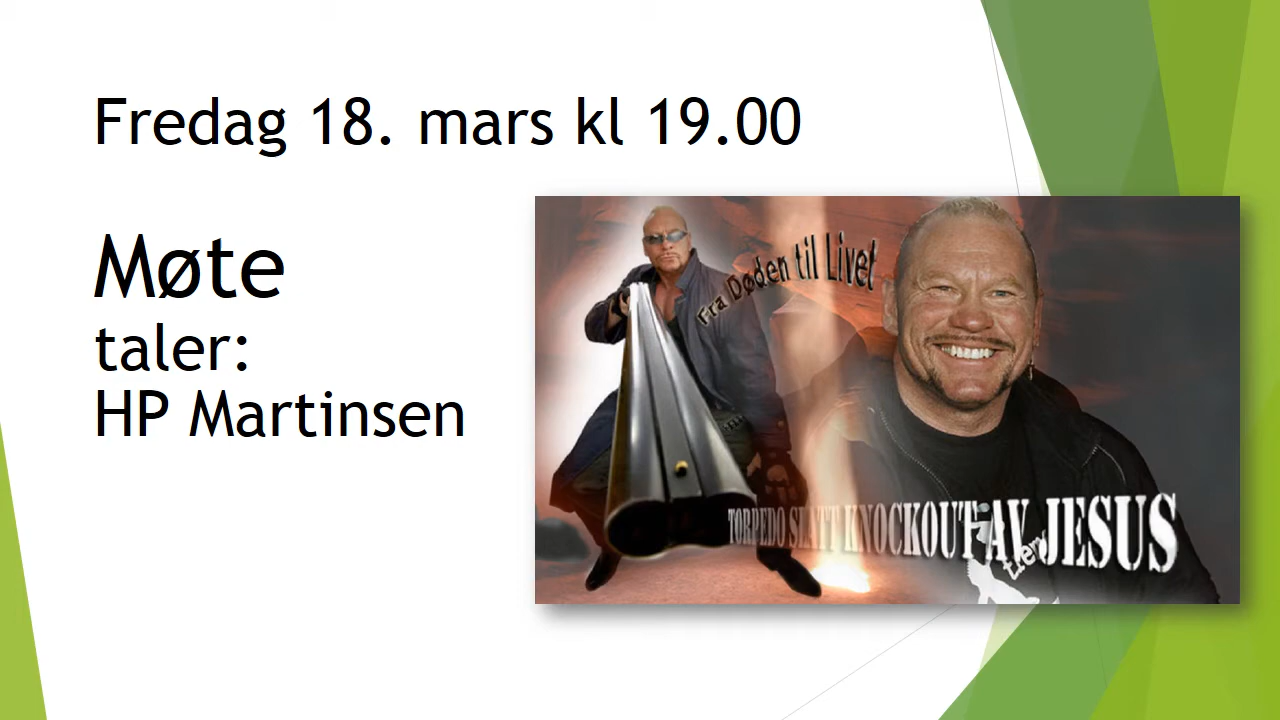 Fredag 18. mars kl 19.00
Møte
taler:
HP Martinsen
Fra Døden til Livet
TORPEDO SLÅTT KNOCKOUT AV JESUS